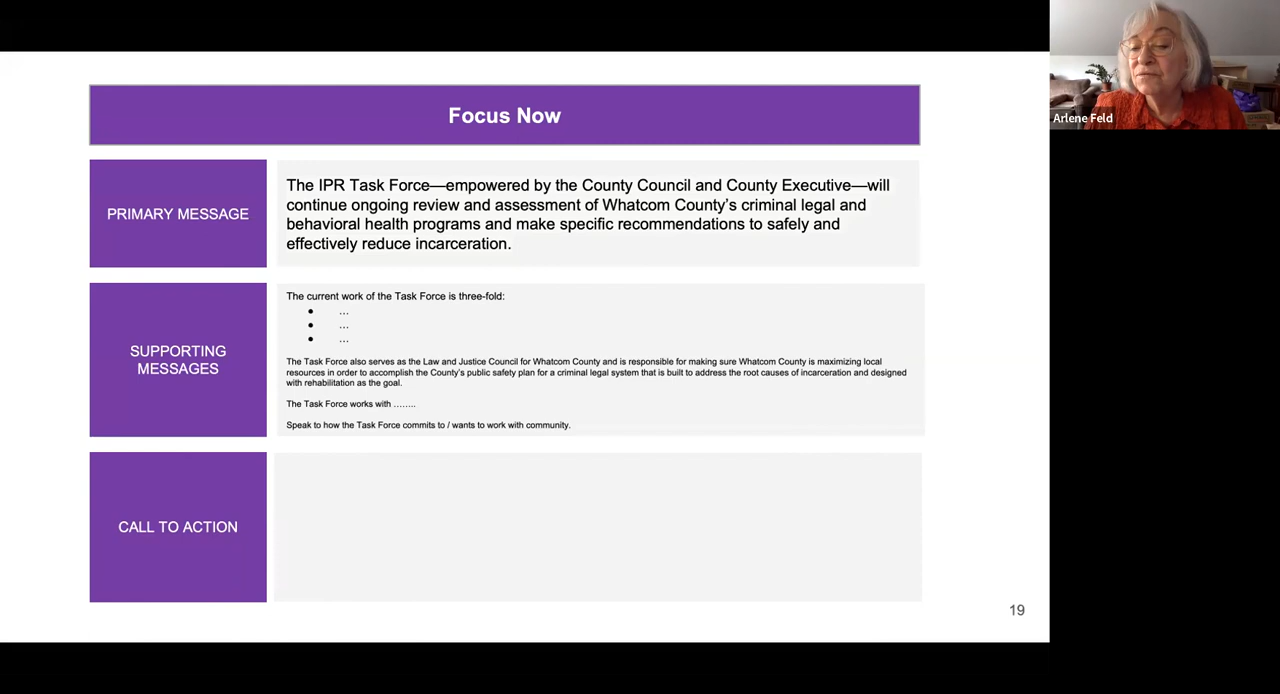 Focus Now
PRIMARY MESSAGE
The IPR Task Force—empowered by the County Council and County Executive—will
continue ongoing review and assessment of Whatcom County’s criminal legal and
behavioral health programs and make specific recommendations to safely and
effectively reduce incarceration.
SUPPORTING
MESSAGES
The current work of the Task Force is three-fold:
● …
● …
● …
The Task Force also serves as the Law and Justice Council for Whatcom County and is responsible for making sure Whatcom County is maximizing local
resources in order to accomplish the County’s public safety plan for a criminal legal system that is built to address the root causes of incarceration and designed
with rehabilitation as the goal.
The Task Force works with ……..
Speak to how the Task Force commits to / wants to work with community.
CALL TO ACTION
19
Arlene Feld